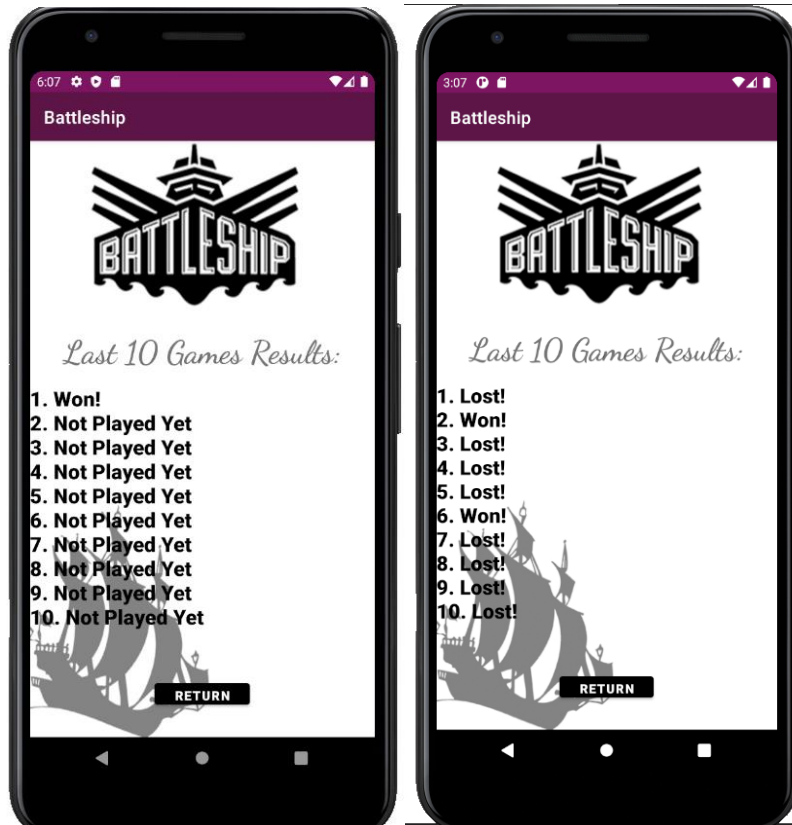 6:07
Battleship
BATTLESHIP
Last 10 Games Results:
1. Won!
2. Not Played Yet
3. Not Played Yet
4. Not Played Yet
5. Not Played Yet
6. Not Played Yet
7. Not Played Yet
8. Not Played Yet
9. Not Played Yet
10. Not Played Yet
RETURN
3:07
Battleship
BATTLESHIP
Last 10 Games Results:
1. Lost!
2. Won!
3. Lost!
4. Lost!
5. Lost!
6. Won!
7. Lost!
8. Lost!
9. Lost!
10. Lost!
RETURN